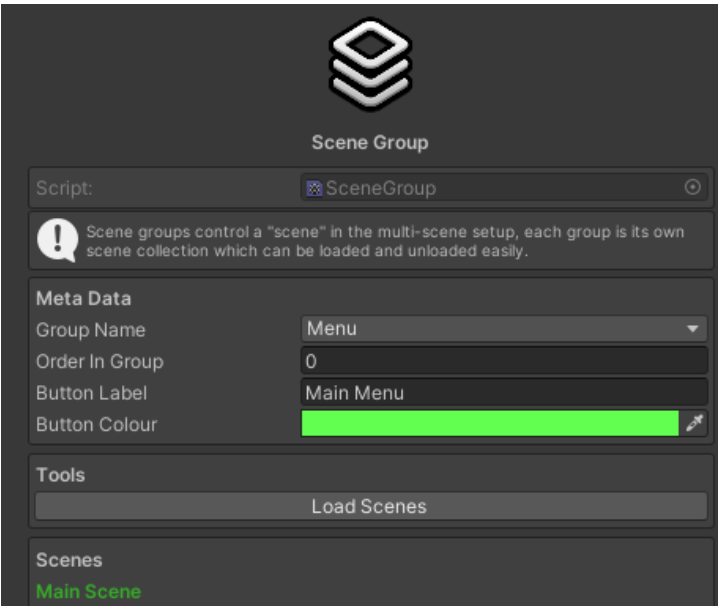 Scene Group
Script: SceneGroup
Scene groups control a "scene" in the multi-scene setup, each group is its own
scene collection which can be loaded and unloaded easily.
Meta Data
Group Name Menu
Order In Group 0
Button Label Main Menu
Button Colour
Tools
Load Scenes
Scenes
Main Scene